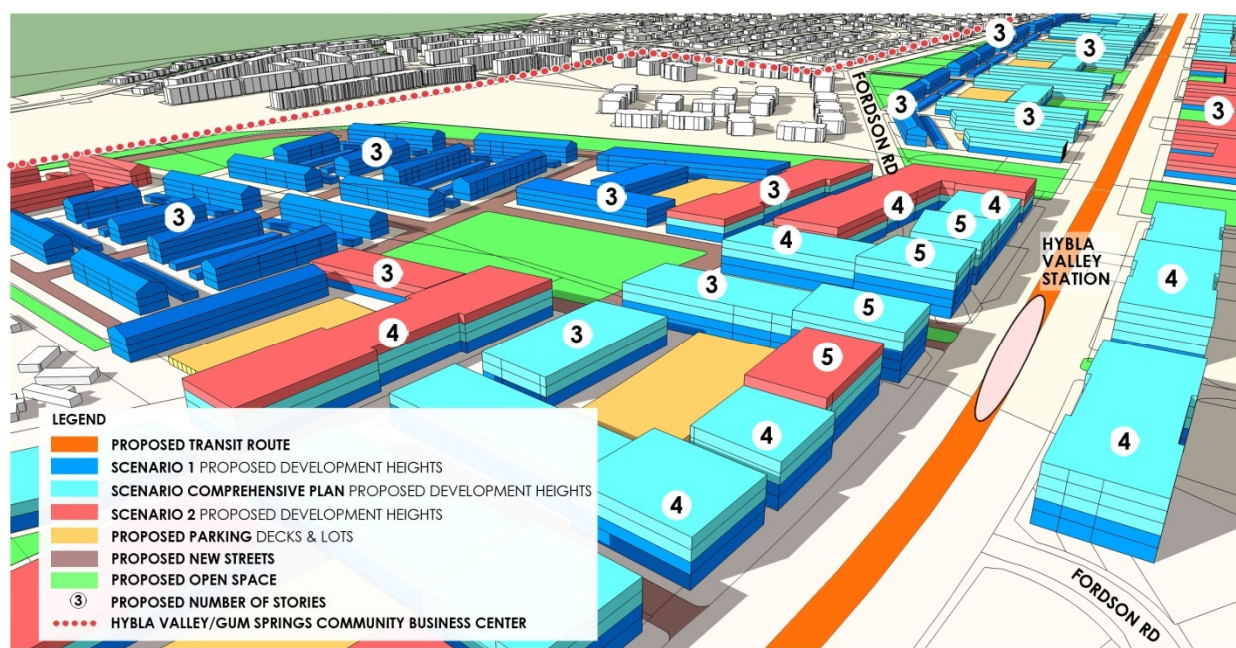 3
3
3
FORDSON RD
3
3
3
3
3
3
4
4
3
5
4
HYBLA
VALLEY
STATION
3
3
5
4
4
3
5
4
4
4
LEGEND
PROPOSED TRANSIT ROUTE
SCENARIO 1 PROPOSED DEVELOPMENT HEIGHTS
SCENARIO COMPREHENSIVE PLAN PROPOSED DEVELOPMENT HEIGHTS
SCENARIO 2 PROPOSED DEVELOPMENT HEIGHTS
PROPOSED PARKING DECKS & LOTS
PROPOSED NEW STREETS
PROPOSED OPEN SPACE
3 PROPOSED NUMBER OF STORIES
HYBLA VALLEY/GUM SPRINGS COMMUNITY BUSINESS CENTER
FORDSON RD